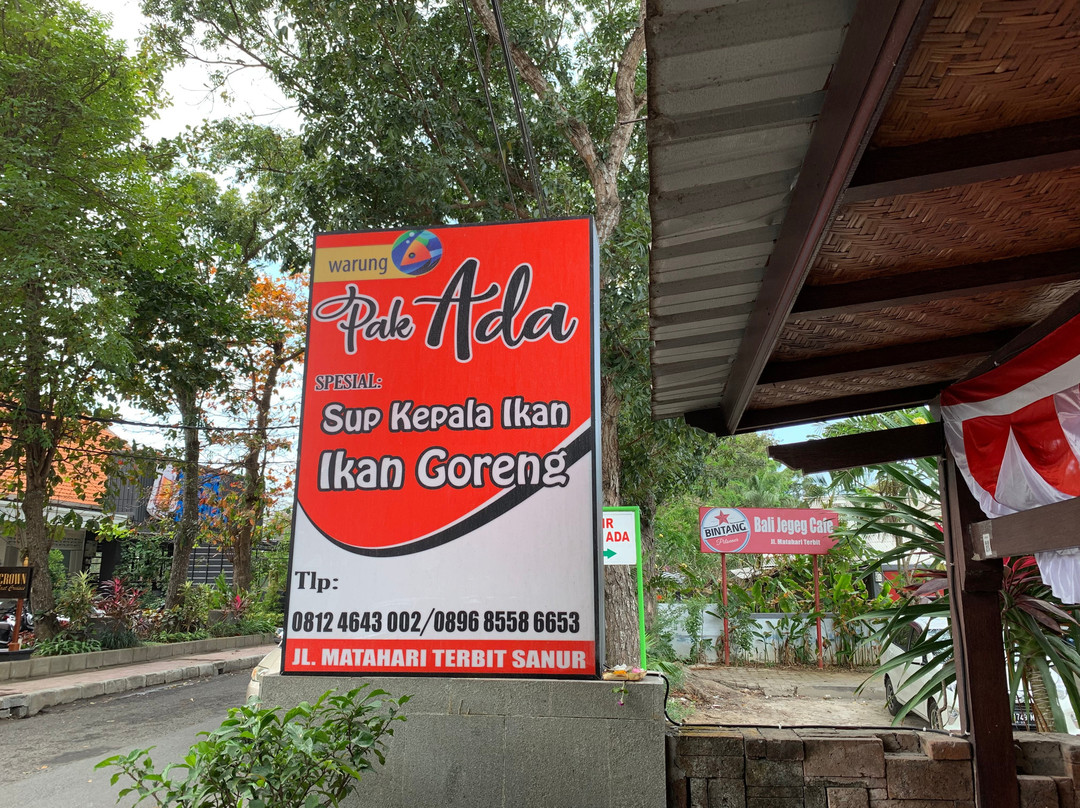 warung
Pak Ada
SPESIAL:
Sup Kepala Ikan
Ikan Goreng
Tlp:
0812 4643 002/0896 8558 6653
JL. MATAHARI TERBIT SANUR
ADA
BINTANG
Pilsener
Bali Jegeg Cafe
Jl. Matahari Terbit